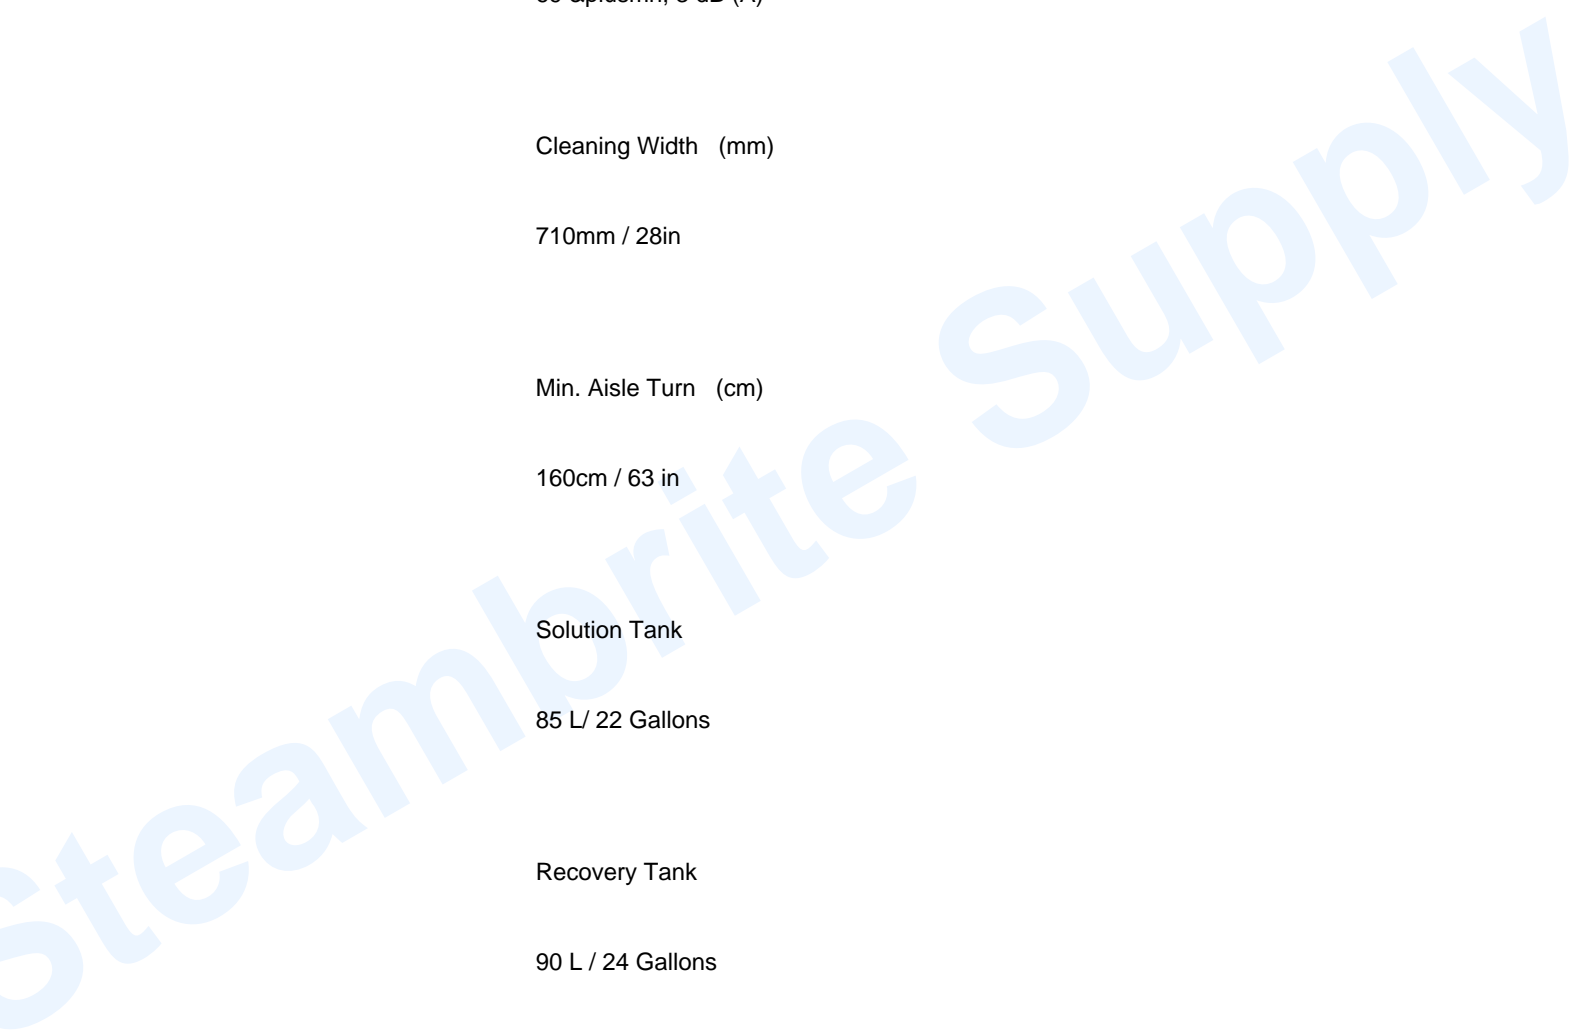 Cleaning Width (mm)
710mm / 28in
Min. Aisle Turn (cm)
160cm / 63 in
Solution Tank
85 L/ 22 Gallons
Recovery Tank
90 L / 24 Gallons
Steambrite Supply